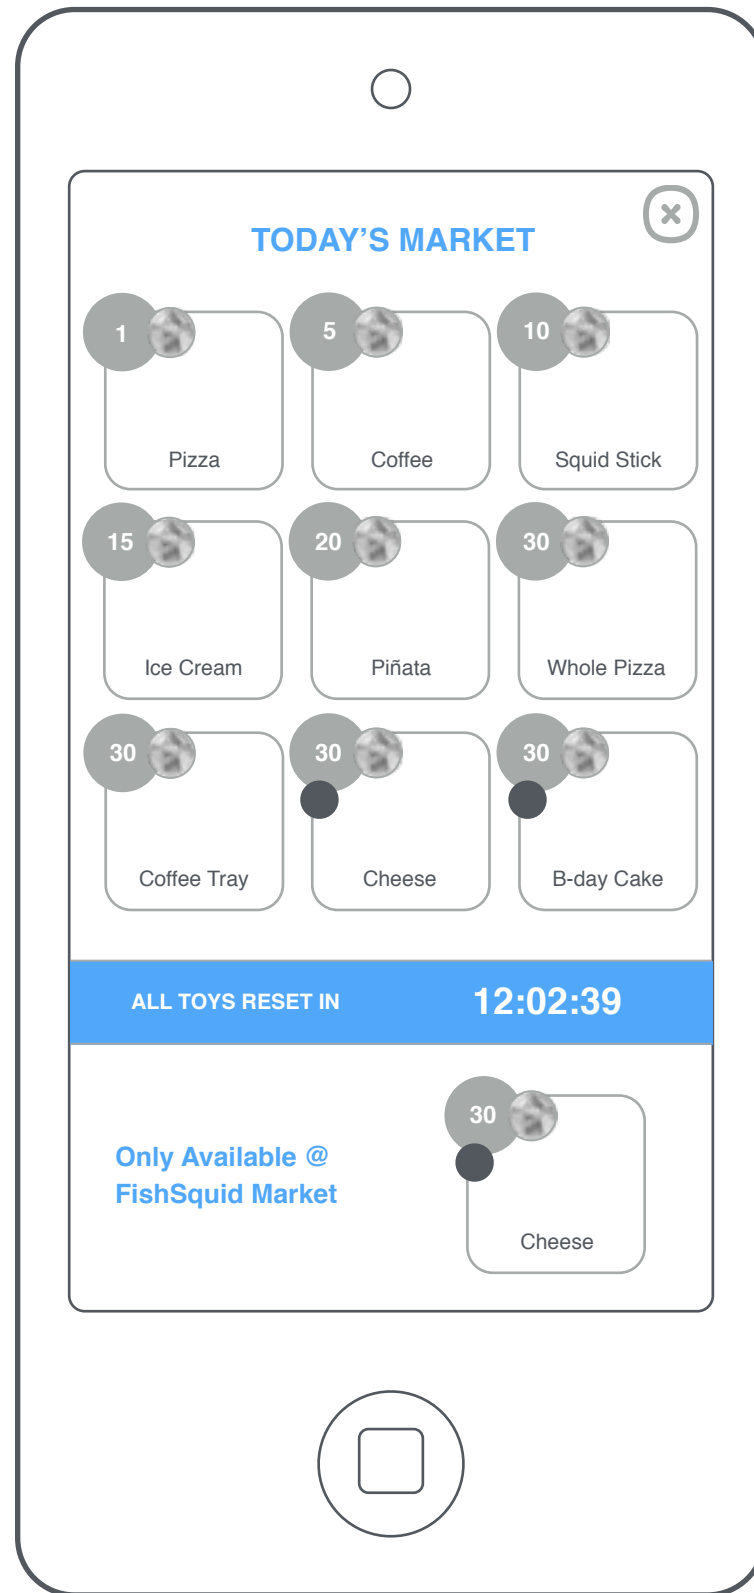 TODAY’S MARKET
1
5
10
Pizza
Coffee
Squid Stick
15
20
30
Ice Cream
Piñata
Whole Pizza
30
30
30
Coffee Tray
Cheese
B-day Cake
ALL TOYS RESET IN
12:02:39
30
Only Available @
FishSquid Market
Cheese